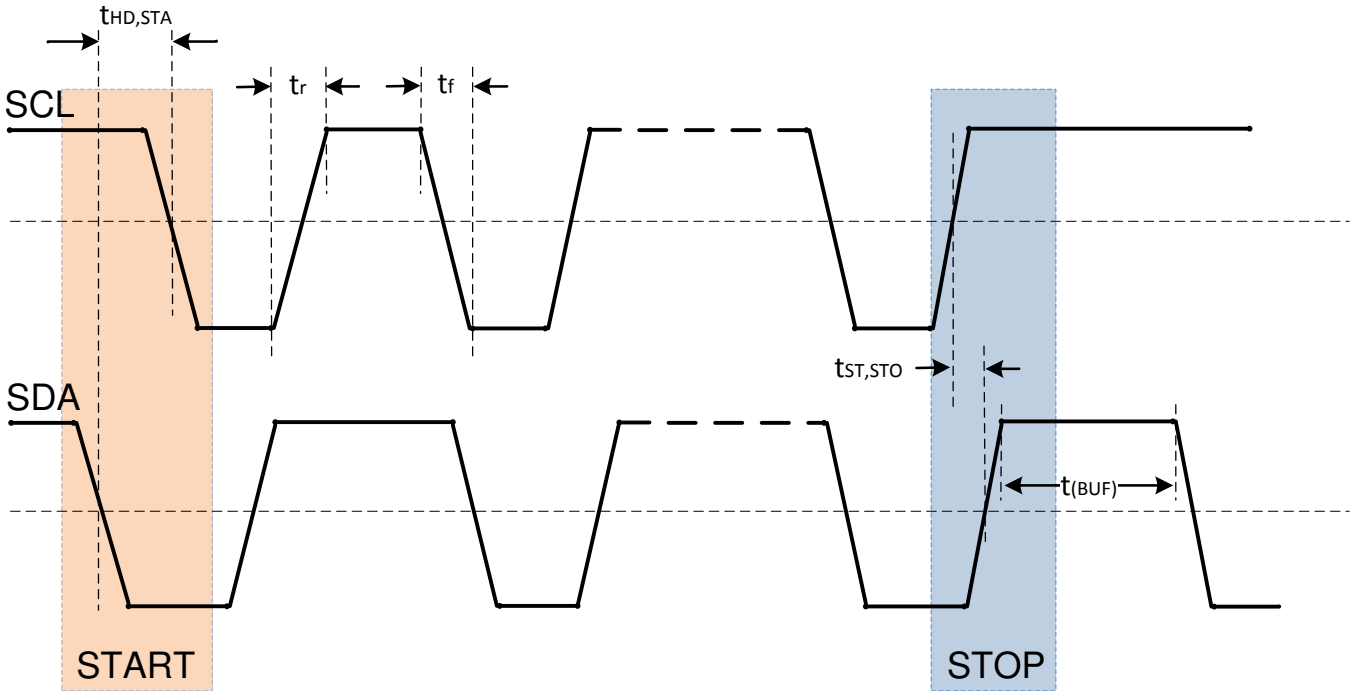 tHD,STA
tr
tf
SCL
tST,STO
SDA
t(BUF)
START
STOP